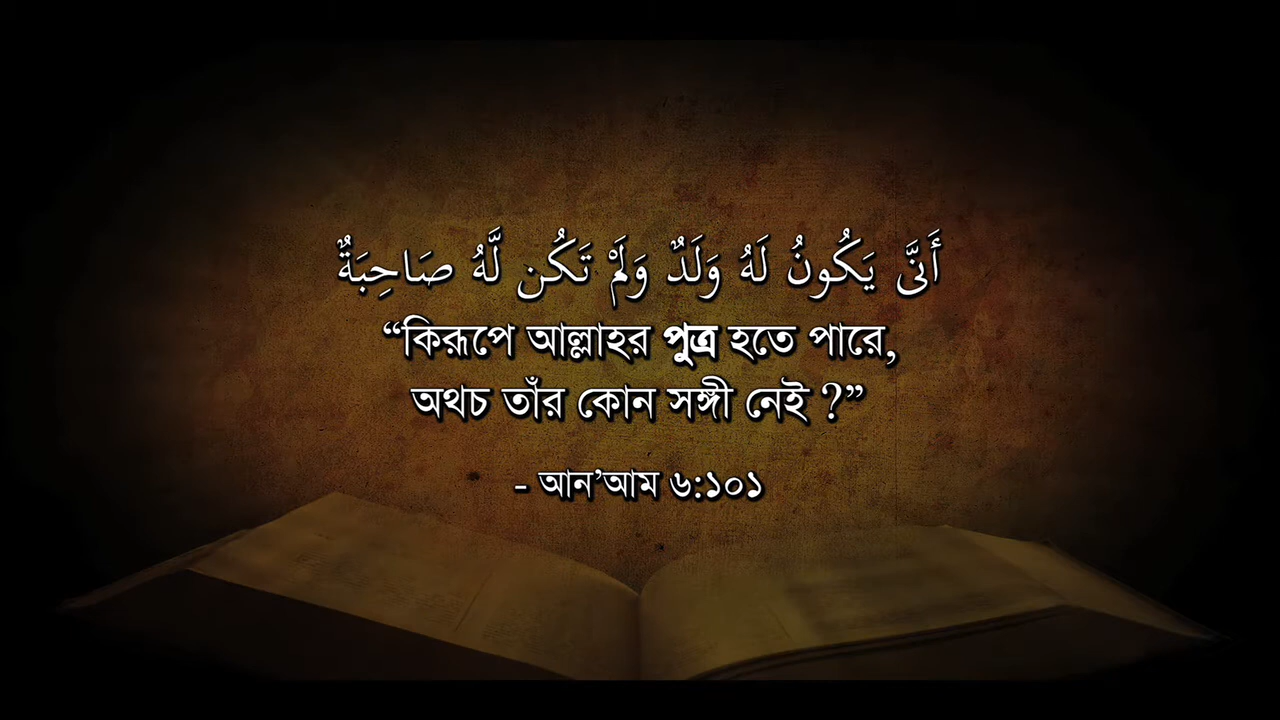 أَنَّىٰ يَكُونُ لَهُ وَلَدٌ وَلَمْ تَكُن لَّهُ صَاحِبَةٌ
“কিরূপে আল্লাহর পুত্র হতে পারে,
অথচ তাঁর কোন সঙ্গী নেই ?”
- আন’আম ৬:১০১